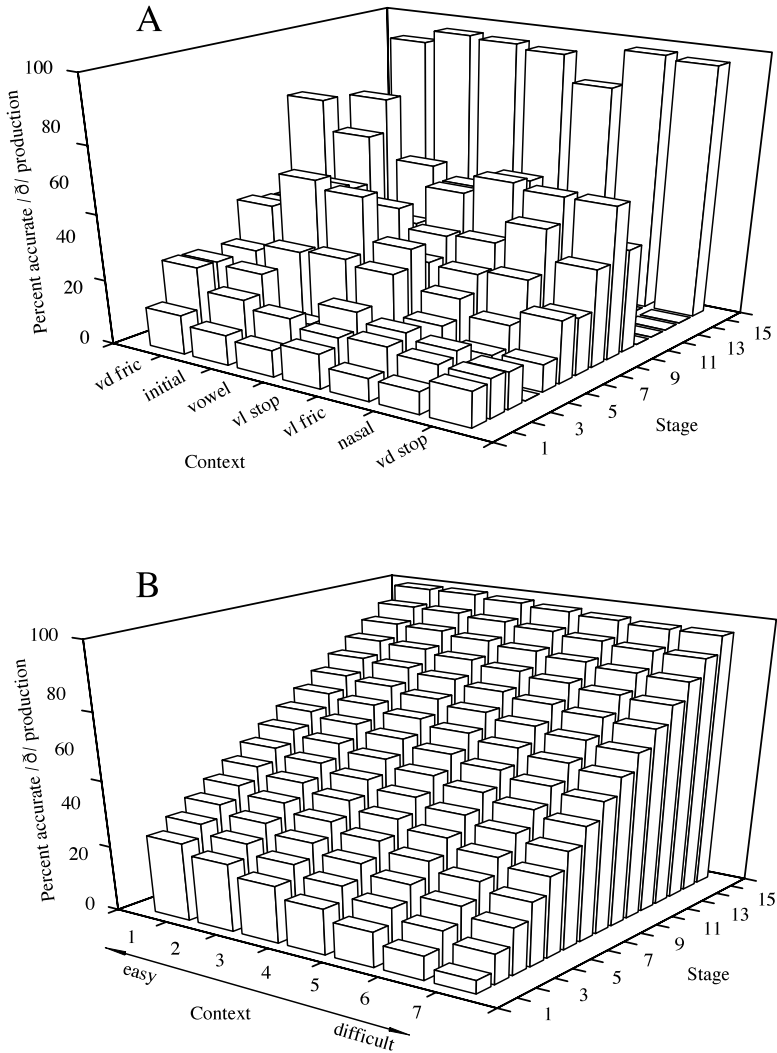 A
Percent accurate /ð/ production
100
80
60
40
20
0
vd fric
initial
vowel
vl stop
vl fric
nasal
vd stop
Context
1
3
5
7
9
11
13
15
Stage
B
Percent accurate /ð/ production
100
80
60
40
20
0
1
2
3
4
5
6
7
easy
Context
difficult
1
3
5
7
9
11
13
15
Stage